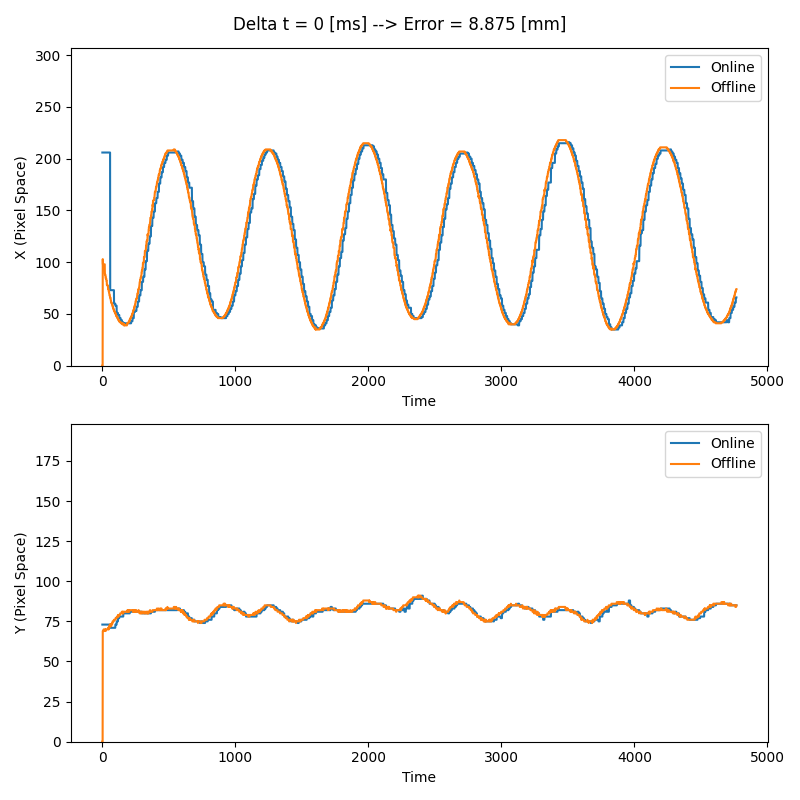 Delta t = 0 [ms] --> Error = 8.875 [mm]
300
250
200
150
100
50
0
X (Pixel Space)
Online
Offline
0 1000 2000 3000 4000 5000
Time
175
150
125
100
75
50
25
0
Y (Pixel Space)
Online
Offline
0 1000 2000 3000 4000 5000
Time